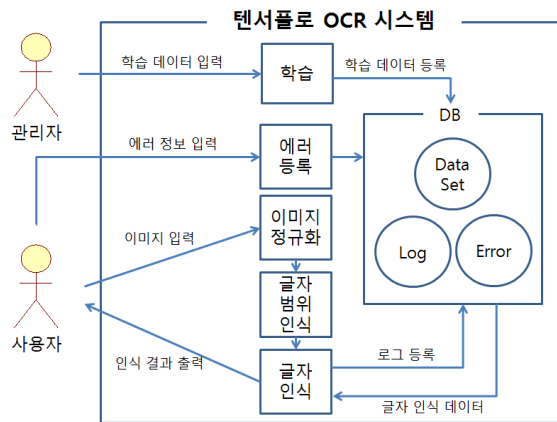 텐서플로 OCR 시스템
학습 데이터 입력
학습
학습 데이터 등록
관리자
DB
에러 정보 입력
에러
등록
Data
Set
이미지 입력
이미지
정규화
Log
Error
글자
범위
인식
사용자
인식 결과 출력
글자
인식
로그 등록
글자 인식 데이터